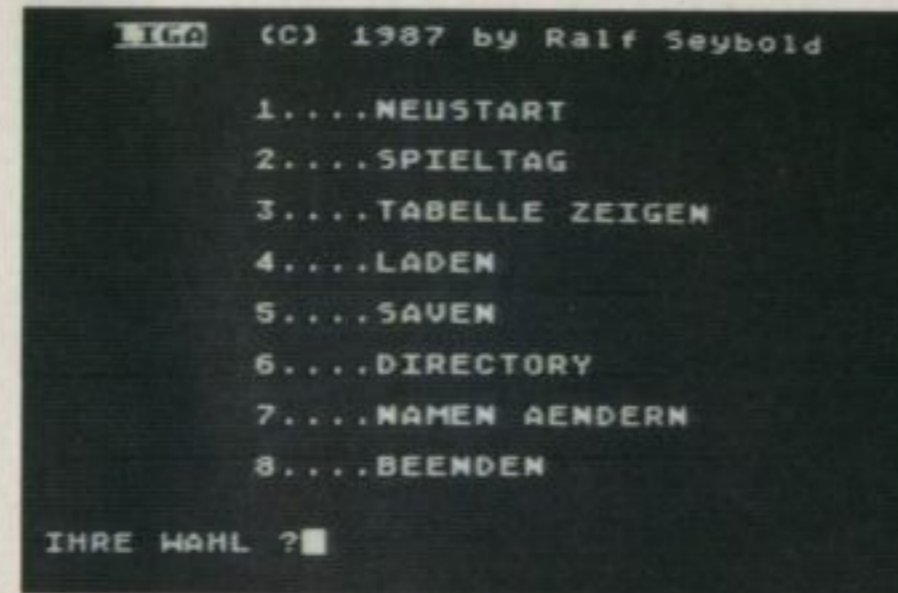 LIGA (C) 1987 by Ralf Seybold
1....NEUSTART
2....SPIELTAG
3....TABELLE ZEIGEN
4....LADEN
5....SAVEN
6....DIRECTORY
7....NAMEN AENDERN
8....BEENDEN
IHRE WAHL ?